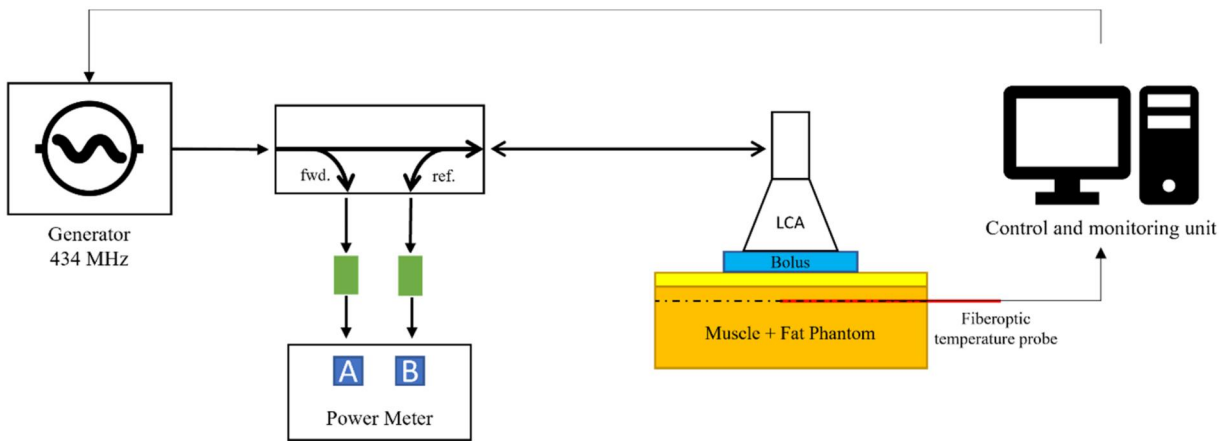 fwd.
ref.
Generator
434 MHz
LCA
Bolus
Control and monitoring unit
Muscle + Fat Phantom
Fiberoptic
temperature probe
A
B
Power Meter